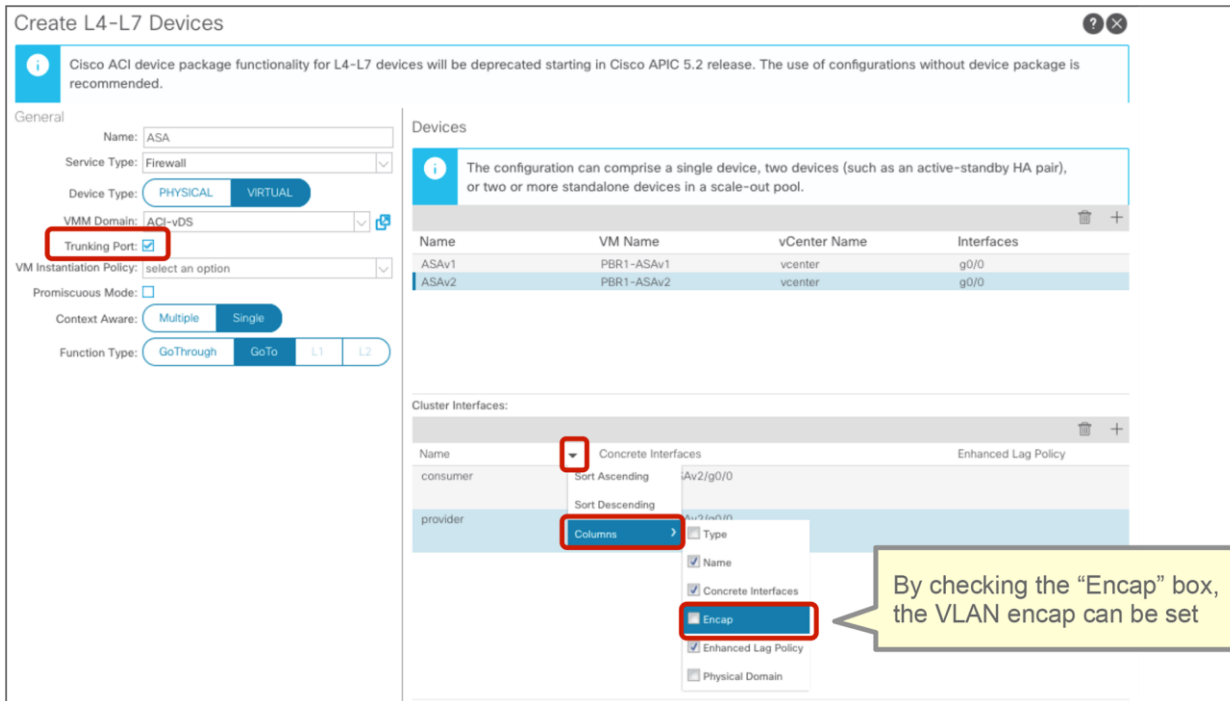 Create L4-L7 Devices
Cisco ACI device package functionality for L4-L7 devices will be deprecated starting in Cisco APIC 5.2 release. The use of configurations without device package is
recommended.
General
Name: ASA
Service Type: Firewall
Device Type: PHYSICAL VIRTUAL
VMM Domain: ACI-vDS
Trunking Port:
VM Instantiation Policy: select an option
Promiscuous Mode:
Context Aware: Multiple Single
Function Type: GoThrough GoTo L1 L2
Devices
The configuration can comprise a single device, two devices (such as an active-standby HA pair),
or two or more standalone devices in a scale-out pool.
Name VM Name vCenter Name Interfaces
ASAv1 PBR1-ASAv1 vcenter g0/0
ASAv2 PBR1-ASAv2 vcenter g0/0
Cluster Interfaces:
Name Concrete Interfaces Enhanced Lag Policy
consumer Sort Ascending SAv2/g0/0
Sort Descending
provider Av2/g0/0
Columns
Type
Name
Concrete Interfaces
Encap
Enhanced Lag Policy
Physical Domain
By checking the “Encap” box,
the VLAN encap can be set